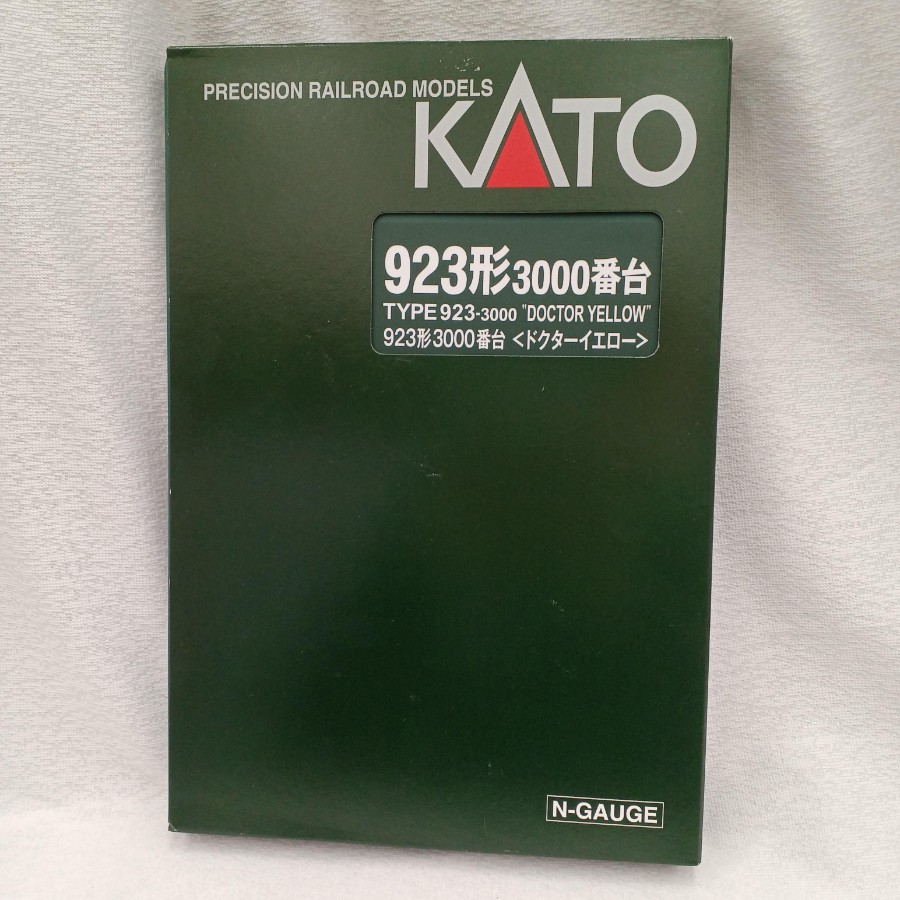 PRECISION RAILROAD MODELS
KATO
923形3000番台
TYPE 923-3000 "DOCTOR YELLOW"
923形3000番台 <ドクターイエロー>
N-GAUGE